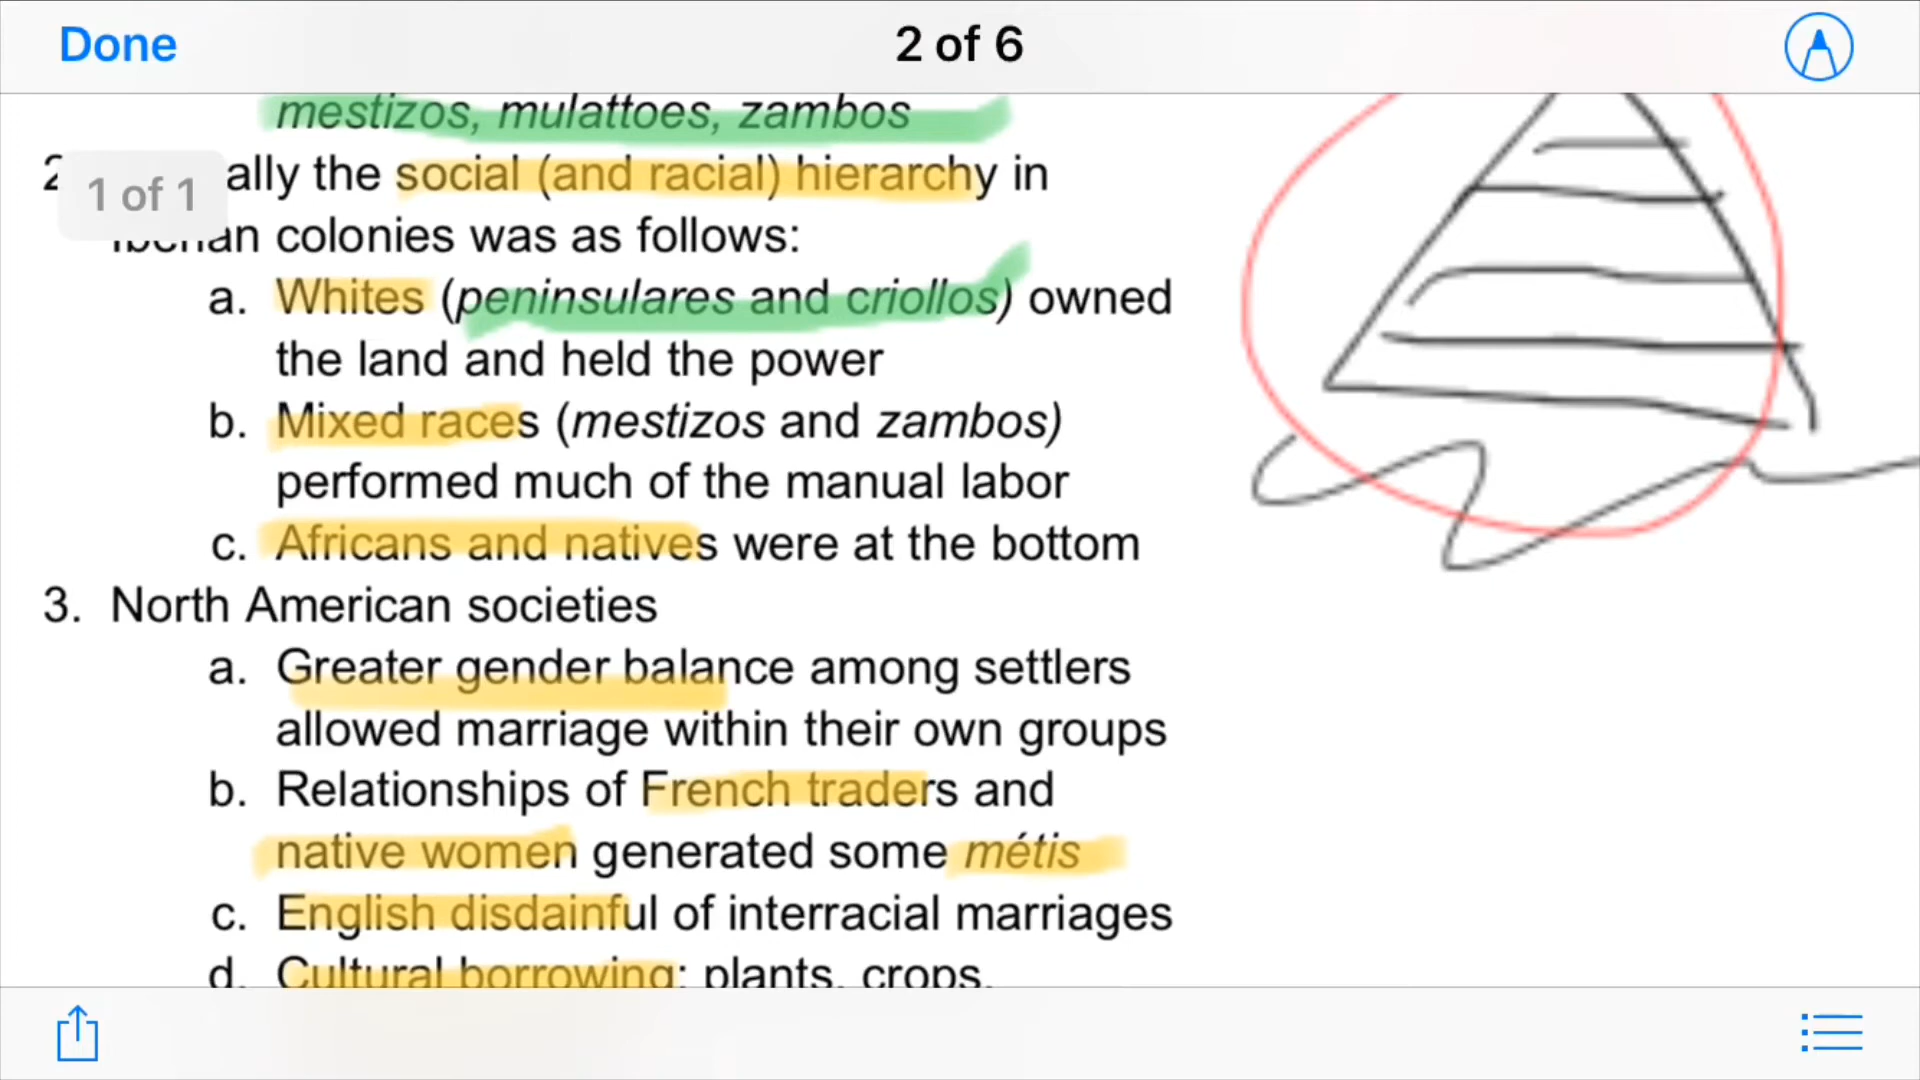 Done
2 of 6
mestizos, mulattoes, zambos
1 of 1
ally the social (and racial) hierarchy in
Iberian colonies was as follows:
a. Whites (peninsulares and criollos) owned
the land and held the power
b. Mixed races (mestizos and zambos)
performed much of the manual labor
c. Africans and natives were at the bottom
3. North American societies
a. Greater gender balance among settlers
allowed marriage within their own groups
b. Relationships of French traders and
native women generated some métis
c. English disdainful of interracial marriages
d. Cultural borrowing: plants, crops,